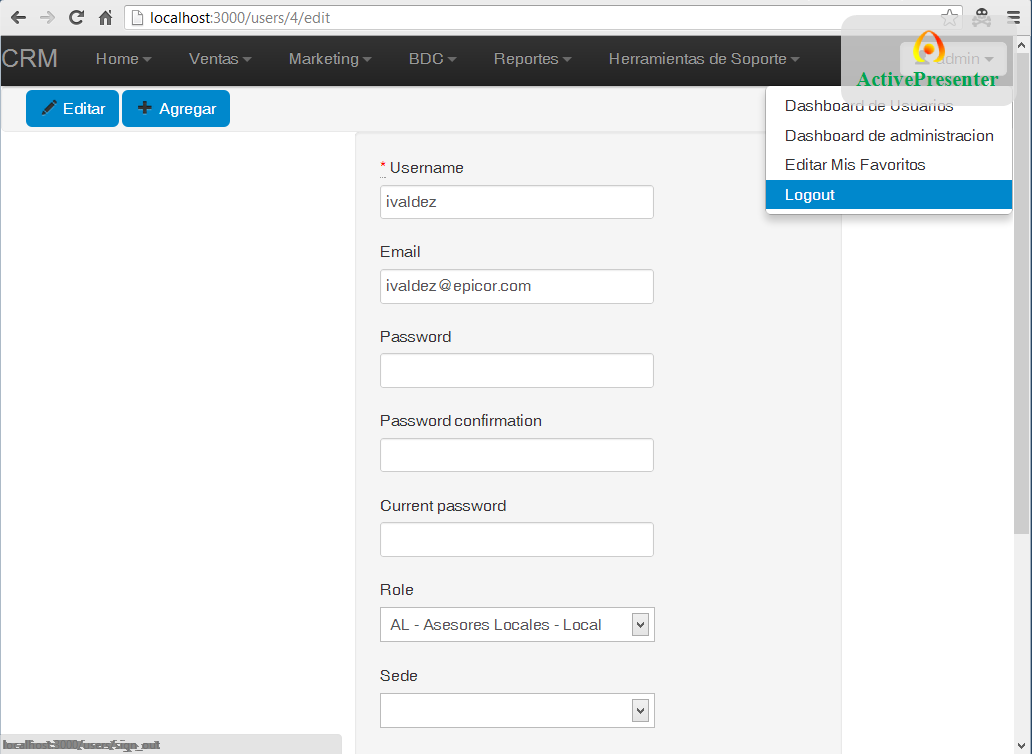 localhost:3000/users/4/edit
CRM Home Ventas Marketing BDC Reportes Herramientas de Soporte admin
ActivePresenter
Editar Agregar
Dashboard de Usuarios
Dashboard de administracion
Editar Mis Favoritos
Logout
* Username
ivaldez
Email
ivaldez@epicor.com
Password
Password confirmation
Current password
Role
AL - Asesores Locales - Local
Sede
localhost:3000/users/sign_out